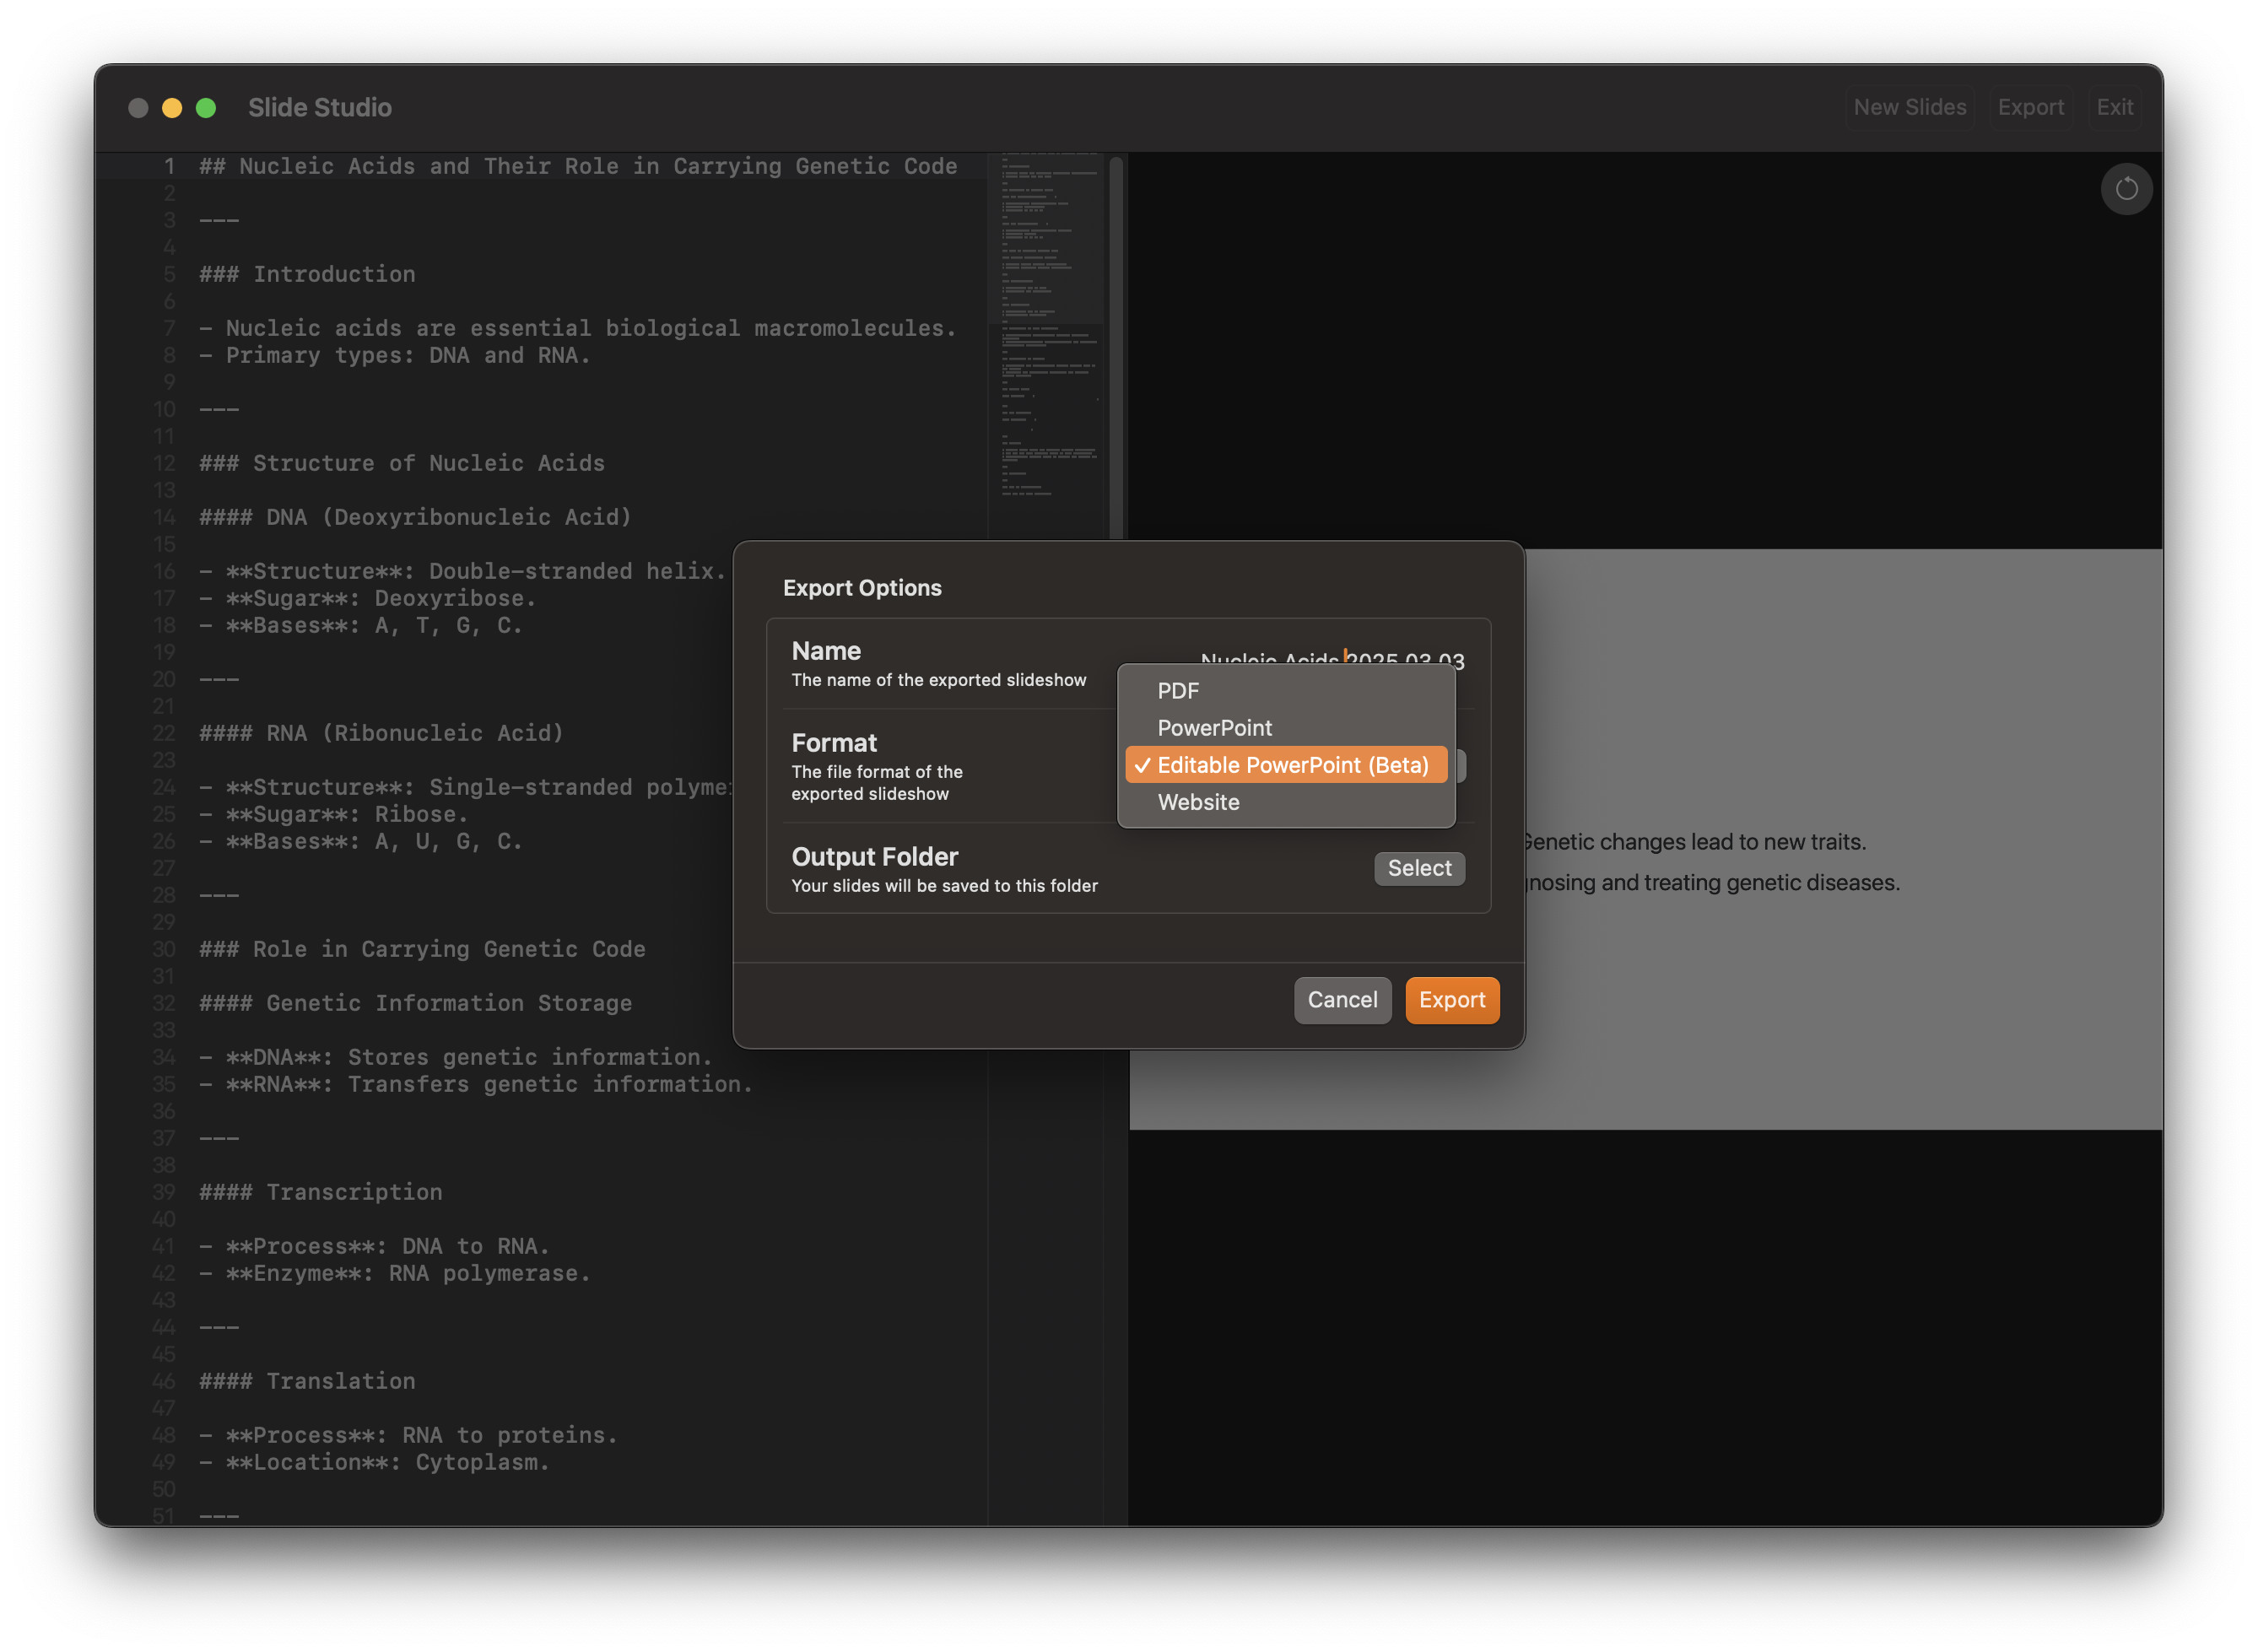 Slide Studio
New Slides Export Exit
1 ## Nucleic Acids and Their Role in Carrying Genetic Code
2
3 ---
4
5 ### Introduction
6
7 - Nucleic acids are essential biological macromolecules.
8 - Primary types: DNA and RNA.
9
10 ---
11
12 ### Structure of Nucleic Acids
13
14 #### DNA (Deoxyribonucleic Acid)
15
16 - **Structure**: Double-stranded helix.
17 - **Sugar**: Deoxyribose.
18 - **Bases**: A, T, G, C.
19
20 ---
21
22 #### RNA (Ribonucleic Acid)
23
24 - **Structure**: Single-stranded
25 - **Sugar**: Ribose.
26 - **Bases**: A, U, G, C.
27
28 ---
29
30 ### Role in Carrying Genetic Code
31
32 #### Genetic Information Storage
33
34 - **DNA**: Stores genetic information.
35 - **RNA**: Transfers genetic information.
36
37 ---
38
39 #### Transcription
40
41 - **Process**: DNA to RNA.
42 - **Enzyme**: RNA polymerase.
43
44 ---
45
46 #### Translation
47
48 - **Process**: RNA to proteins.
49 - **Location**: Cytoplasm.
50
51 ---
Export Options
Name
The name of the exported slideshow
Nucleic Acids 2025 03 03
Format
The file format of the
exported slideshow
PDF
PowerPoint
✓ Editable PowerPoint (Beta)
Website
Output Folder
Your slides will be saved to this folder
Select
Cancel Export
Genetic changes lead to new traits.
and treating genetic diseases.